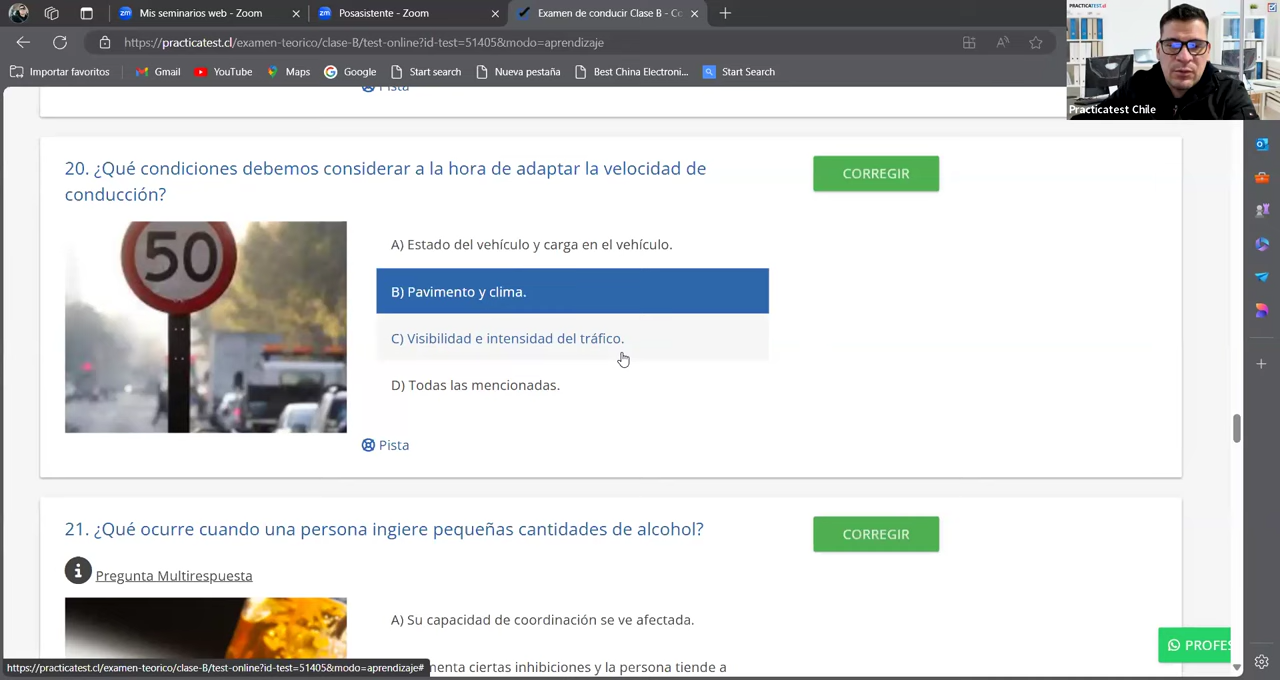 Mis seminarios web - Zoom
Posasistente - Zoom
Examen de conducir Clase B - Co
https://practicatest.cl/examen-teorico/clase-B/test-online?id-test=51405&modo=aprendizaje
Importar favoritos
Gmail
YouTube
Maps
Google
Start search
Nueva pestaña
Best China Electroni...
Start Search
PRACTICATEST.cl
Practicatest Chile
Pista
20. ¿Qué condiciones debemos considerar a la hora de adaptar la velocidad de
conducción?
CORREGIR
50
A) Estado del vehículo y carga en el vehículo.
B) Pavimento y clima.
C) Visibilidad e intensidad del tráfico.
D) Todas las mencionadas.
Pista
21. ¿Qué ocurre cuando una persona ingiere pequeñas cantidades de alcohol?
CORREGIR
Pregunta Multirespuesta
A) Su capacidad de coordinación se ve afectada.
PROFES
https://practicatest.cl/examen-teorico/clase-B/test-online?id-test=51405&modo=aprendizaje#
menta ciertas inhibiciones y la persona tiende a